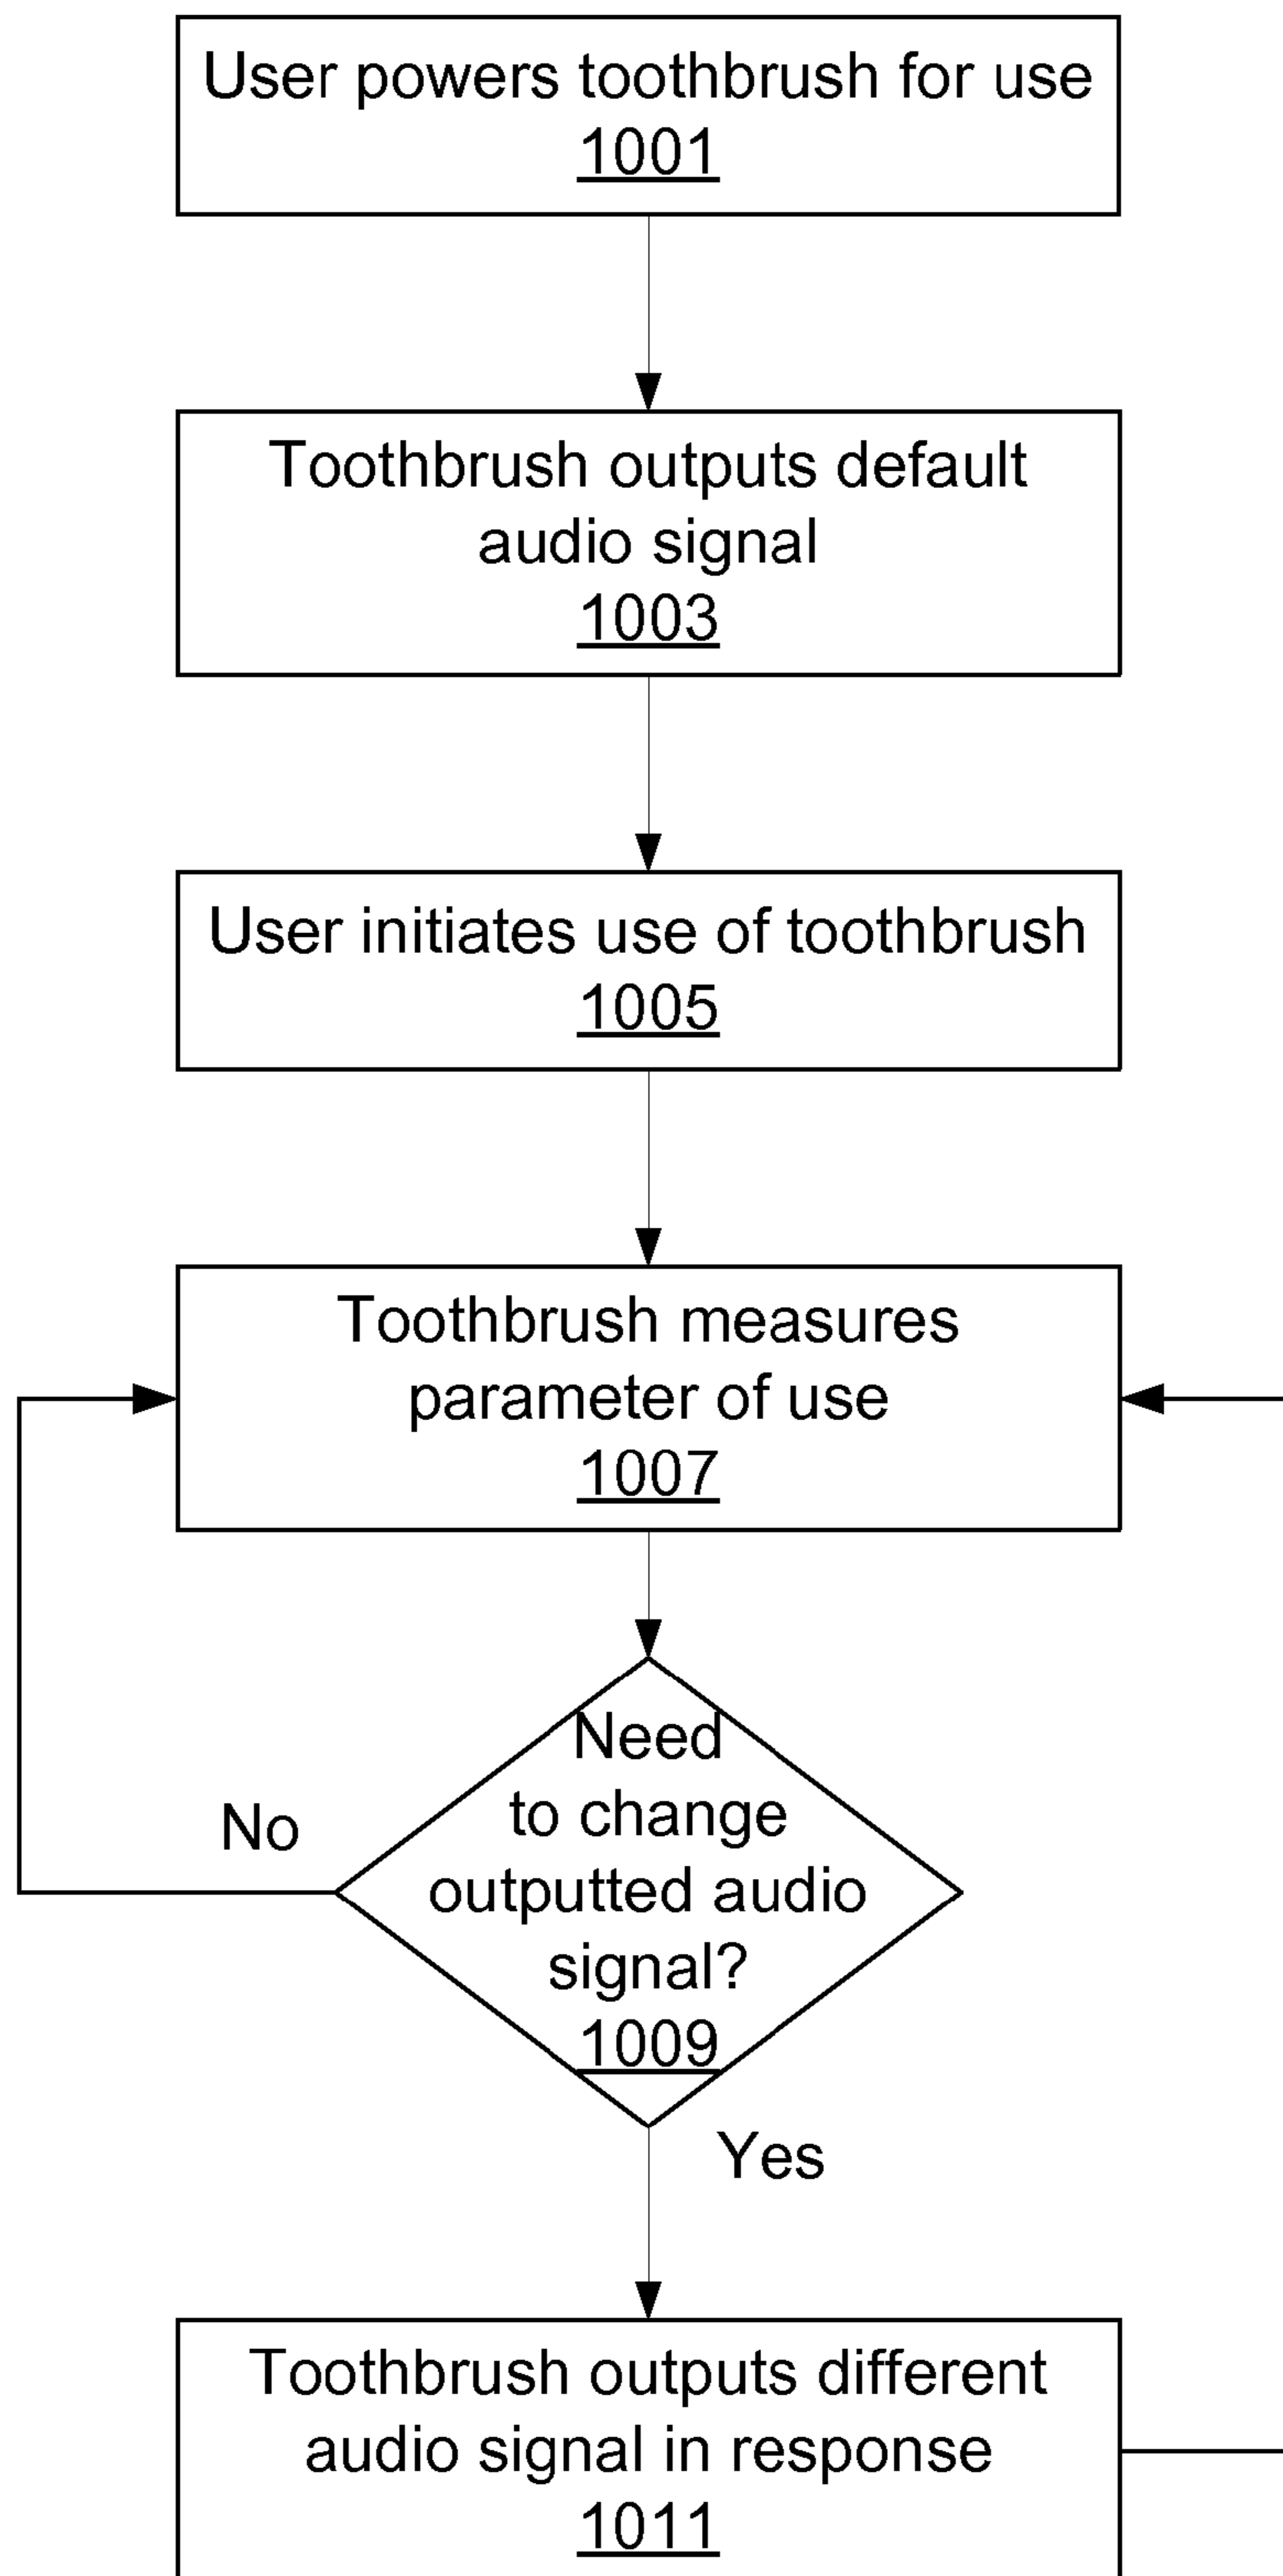 User powers toothbrush for use
1001
Toothbrush outputs default
audio signal
1003
User initiates use of toothbrush
1005
Toothbrush measures
parameter of use
1007
Need
to change
outputted audio
signal?
1009
No
Yes
Toothbrush outputs different
audio signal in response
1011